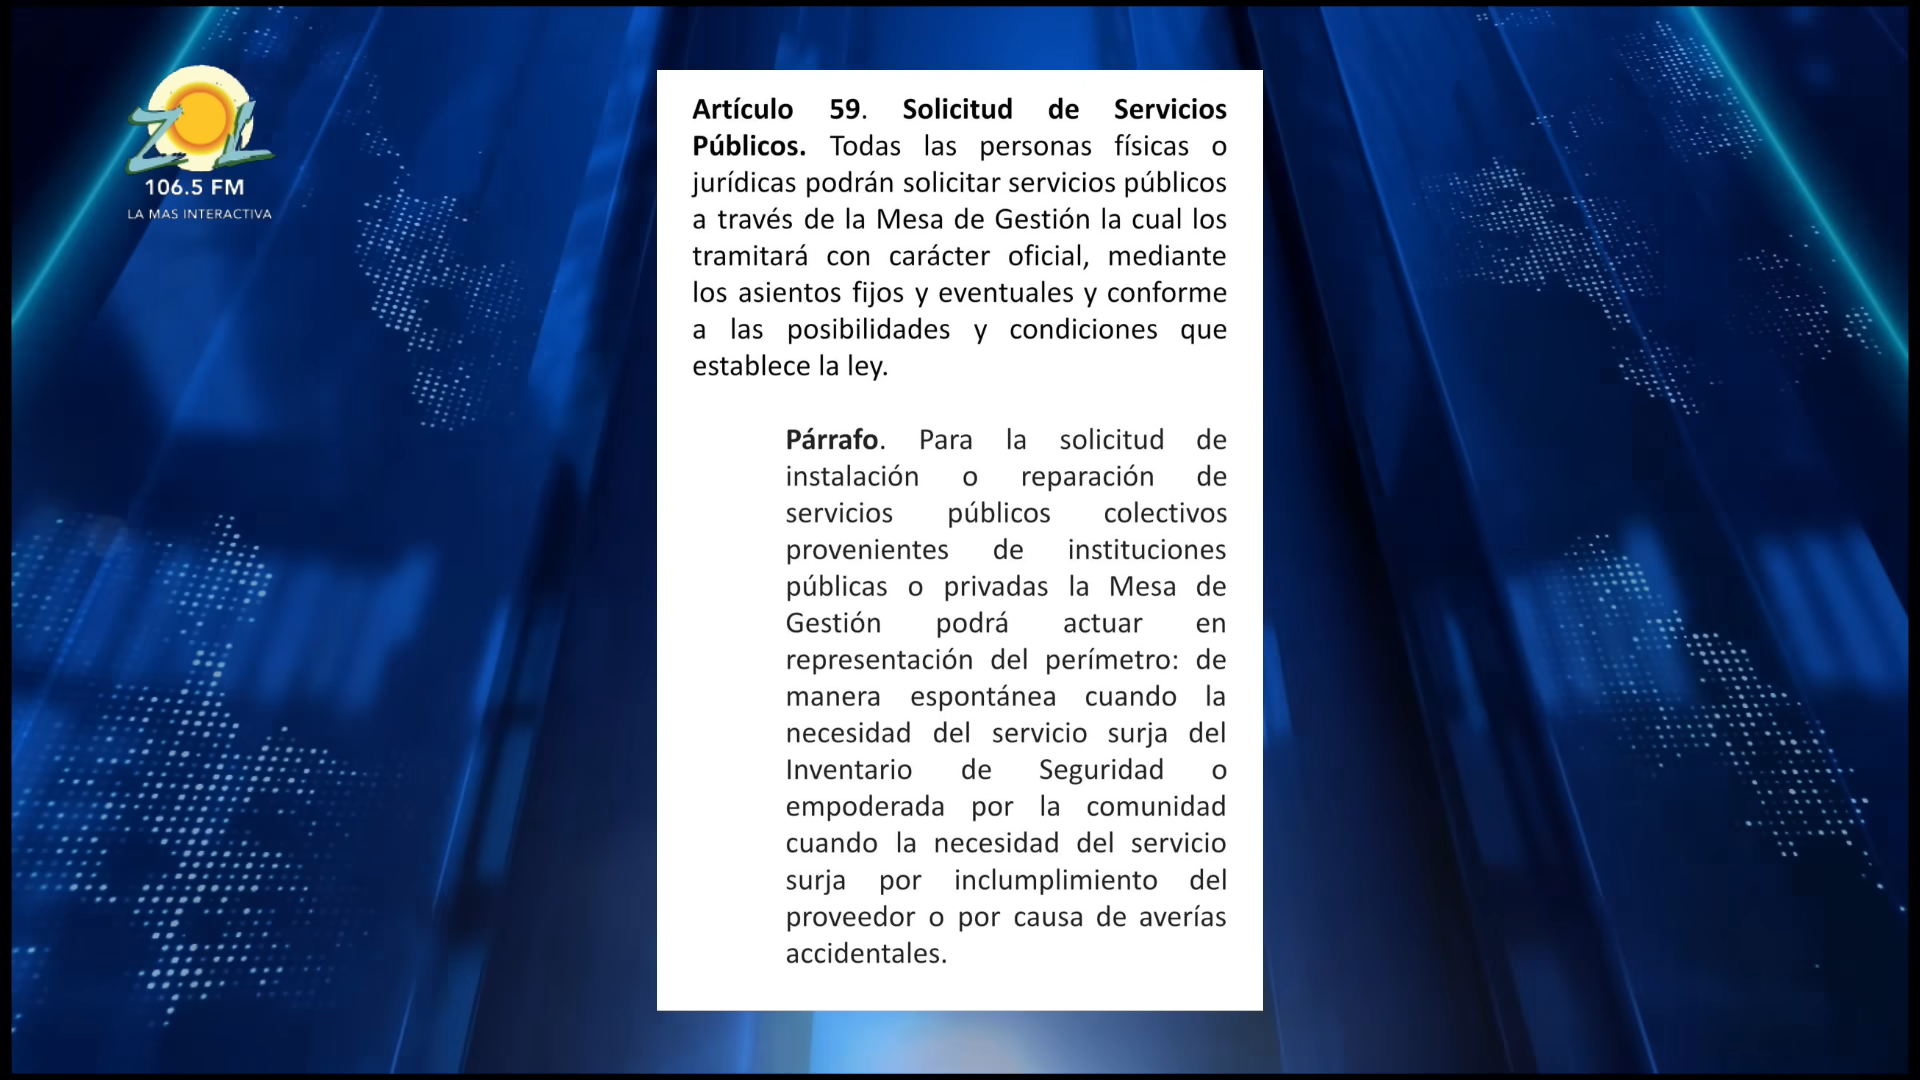 ZOL
106.5 FM
LA MAS INTERACTIVA
Artículo 59. Solicitud de Servicios
Públicos. Todas las personas físicas o
jurídicas podrán solicitar servicios públicos
a través de la Mesa de Gestión la cual los
tramitará con carácter oficial, mediante
los asientos fijos y eventuales y conforme
a las posibilidades y condiciones que
establece la ley.
Párrafo. Para la solicitud de
instalación o reparación de
servicios públicos colectivos
provenientes de instituciones
públicas o privadas la Mesa de
Gestión podrá actuar en
representación del perímetro: de
manera espontánea cuando la
necesidad del servicio surja del
Inventario de Seguridad o
empoderada por la comunidad
cuando la necesidad del servicio
surja por inclumplimiento del
proveedor o por causa de averías
accidentales.